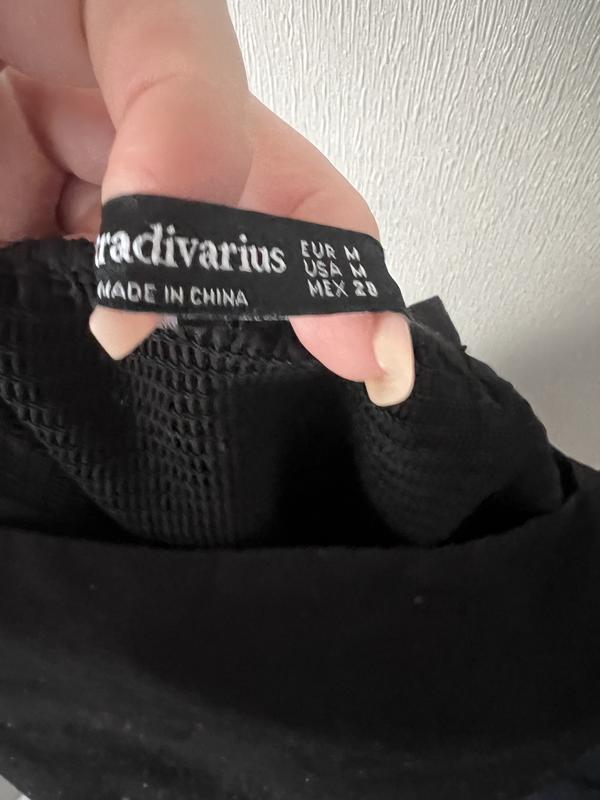 radivarius
MADE IN CHINA
EUR M
USA M
MEX 28